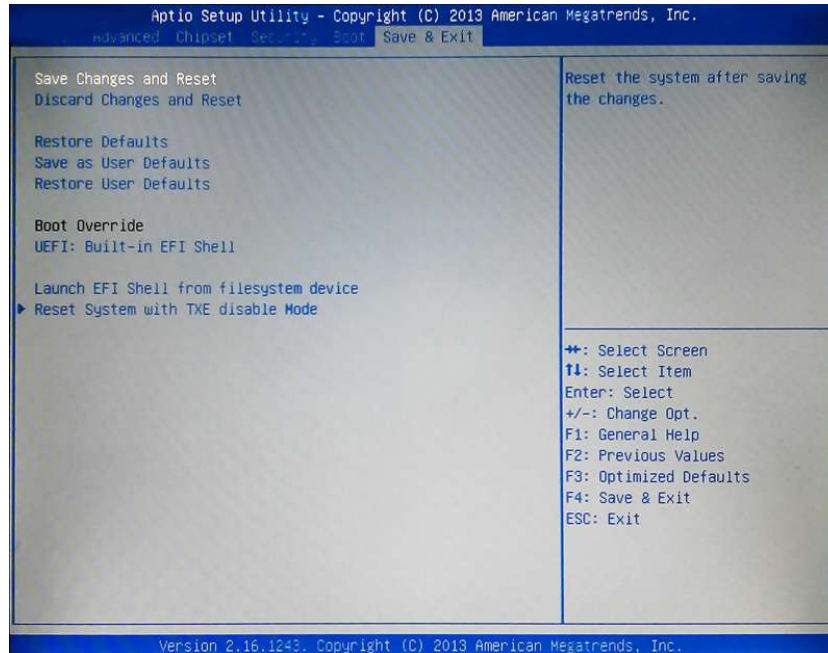 Aptio Setup Utility - Copyright (C) 2013 American Megatrends, Inc.
Advanced Chipset Security Boot Save & Exit
Save Changes and Reset
Discard Changes and Reset
Restore Defaults
Save as User Defaults
Restore User Defaults
Boot Override
UEFI: Built-in EFI Shell
Launch EFI Shell from filesystem device
Reset System with TXE disable Mode
Reset the system after saving
the changes.
→←: Select Screen
↑↓: Select Item
Enter: Select
+/-: Change Opt.
F1: General Help
F2: Previous Values
F3: Optimized Defaults
F4: Save & Exit
ESC: Exit
Version 2.16.1243. Copyright (C) 2013 American Megatrends, Inc.